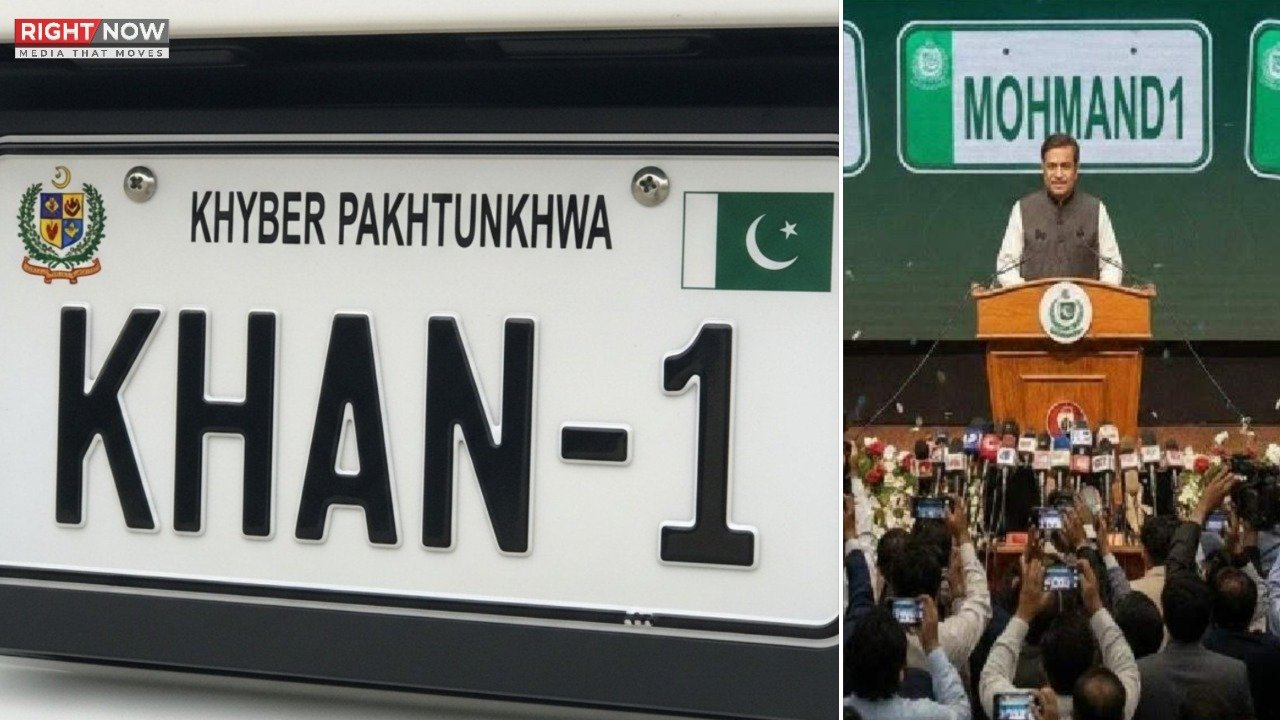 RIGHT NOW
MEDIA THAT MOVES
KHYBER PAKHTUNKHWA
KHAN-1
MOHMAND1